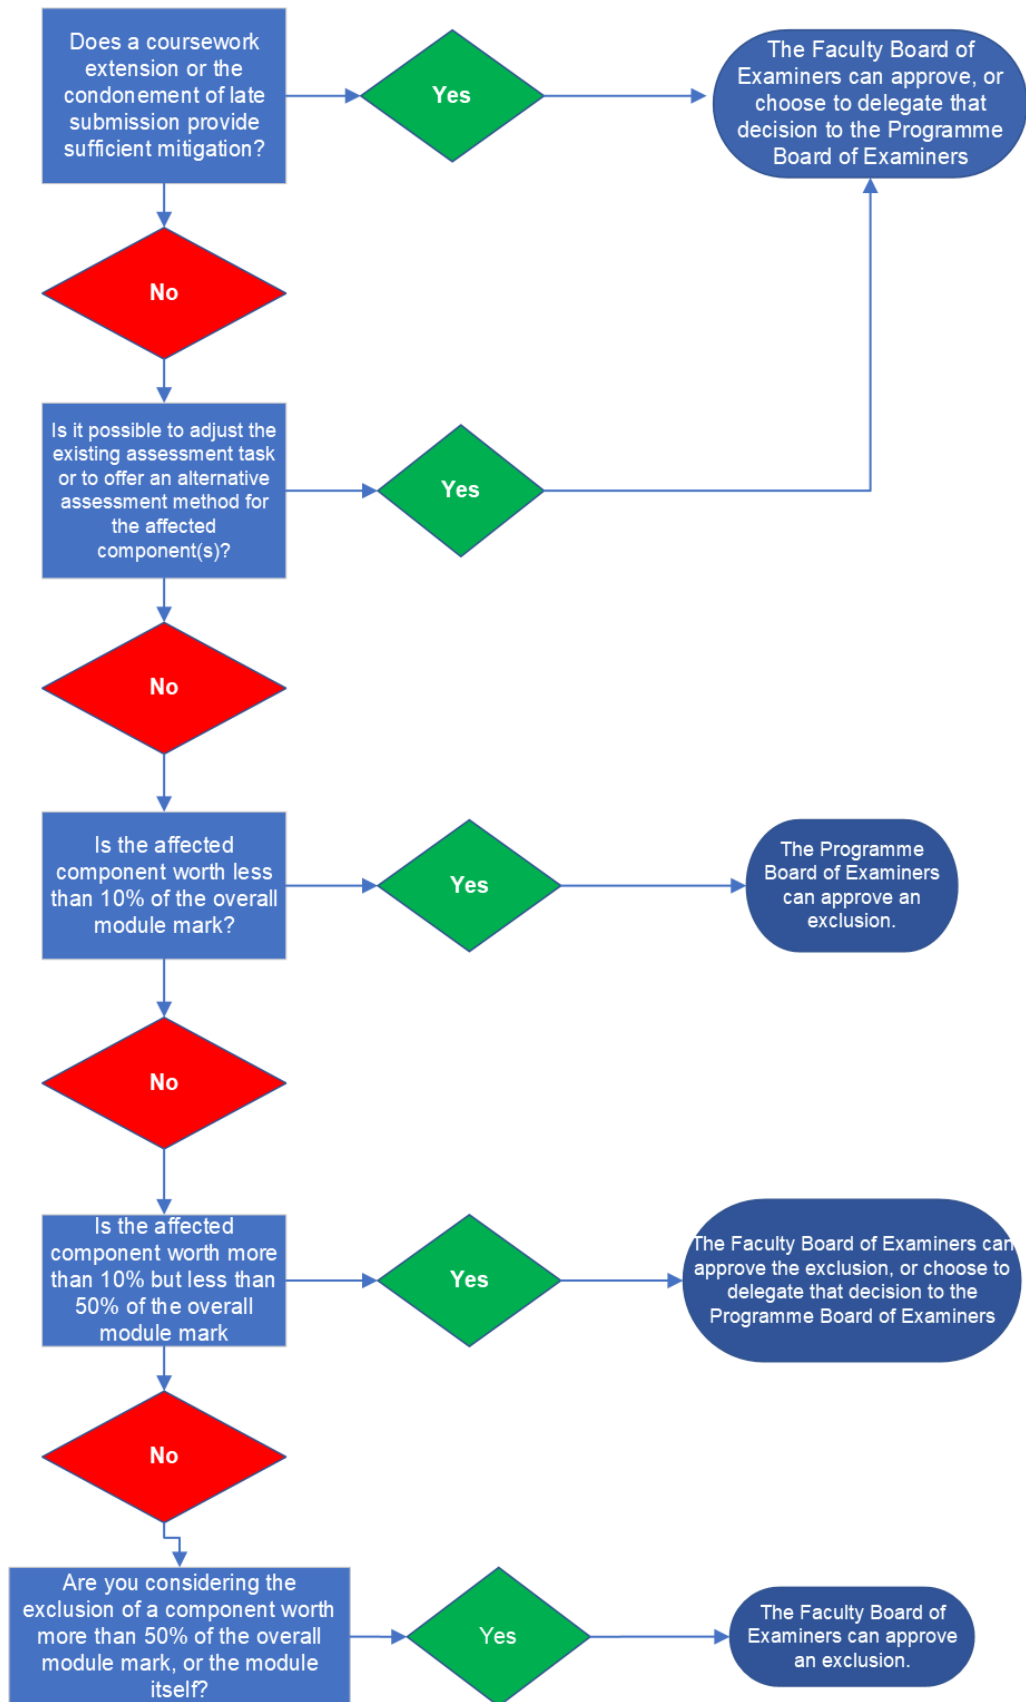 Does a coursework
extension or the
condonement of late
submission provide
sufficient mitigation?
Yes
The Faculty Board of
Examiners can approve, or
choose to delegate that
decision to the Programme
Board of Examiners
No
Is it possible to adjust the
existing assessment task
or to offer an alternative
assessment method for
the affected
component(s)?
Yes
No
Is the affected
component worth less
than 10% of the overall
module mark?
Yes
The Programme
Board of Examiners
can approve an
exclusion.
No
Is the affected
component worth more
than 10% but less than
50% of the overall
module mark
Yes
The Faculty Board of Examiners can
approve the exclusion, or choose to
delegate that decision to the
Programme Board of Examiners
No
Are you considering the
exclusion of a component worth
more than 50% of the overall
module mark, or the module
itself?
Yes
The Faculty Board of
Examiners can approve
an exclusion.